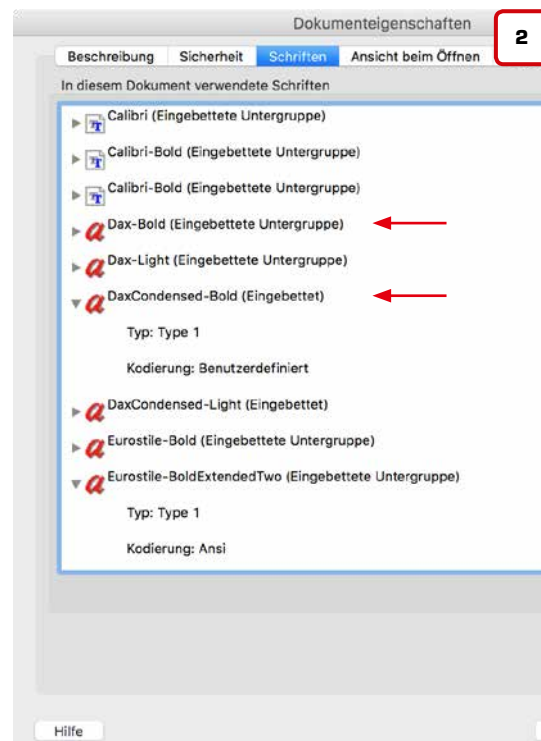 Dokumenteigenschaften
2
Beschreibung Sicherheit Schriften Ansicht beim Öffnen
In diesem Dokument verwendete Schriften
Calibri (Eingebettete Untergruppe)
Calibri-Bold (Eingebettete Untergruppe)
Calibri-Bold (Eingebettete Untergruppe)
Dax-Bold (Eingebettete Untergruppe)
Dax-Light (Eingebettete Untergruppe)
DaxCondensed-Bold (Eingebettet)
Typ: Type 1
Kodierung: Benutzerdefiniert
DaxCondensed-Light (Eingebettet)
Eurostile-Bold (Eingebettete Untergruppe)
Eurostile-BoldExtendedTwo (Eingebettete Untergruppe)
Typ: Type 1
Kodierung: Ansi
Hilfe